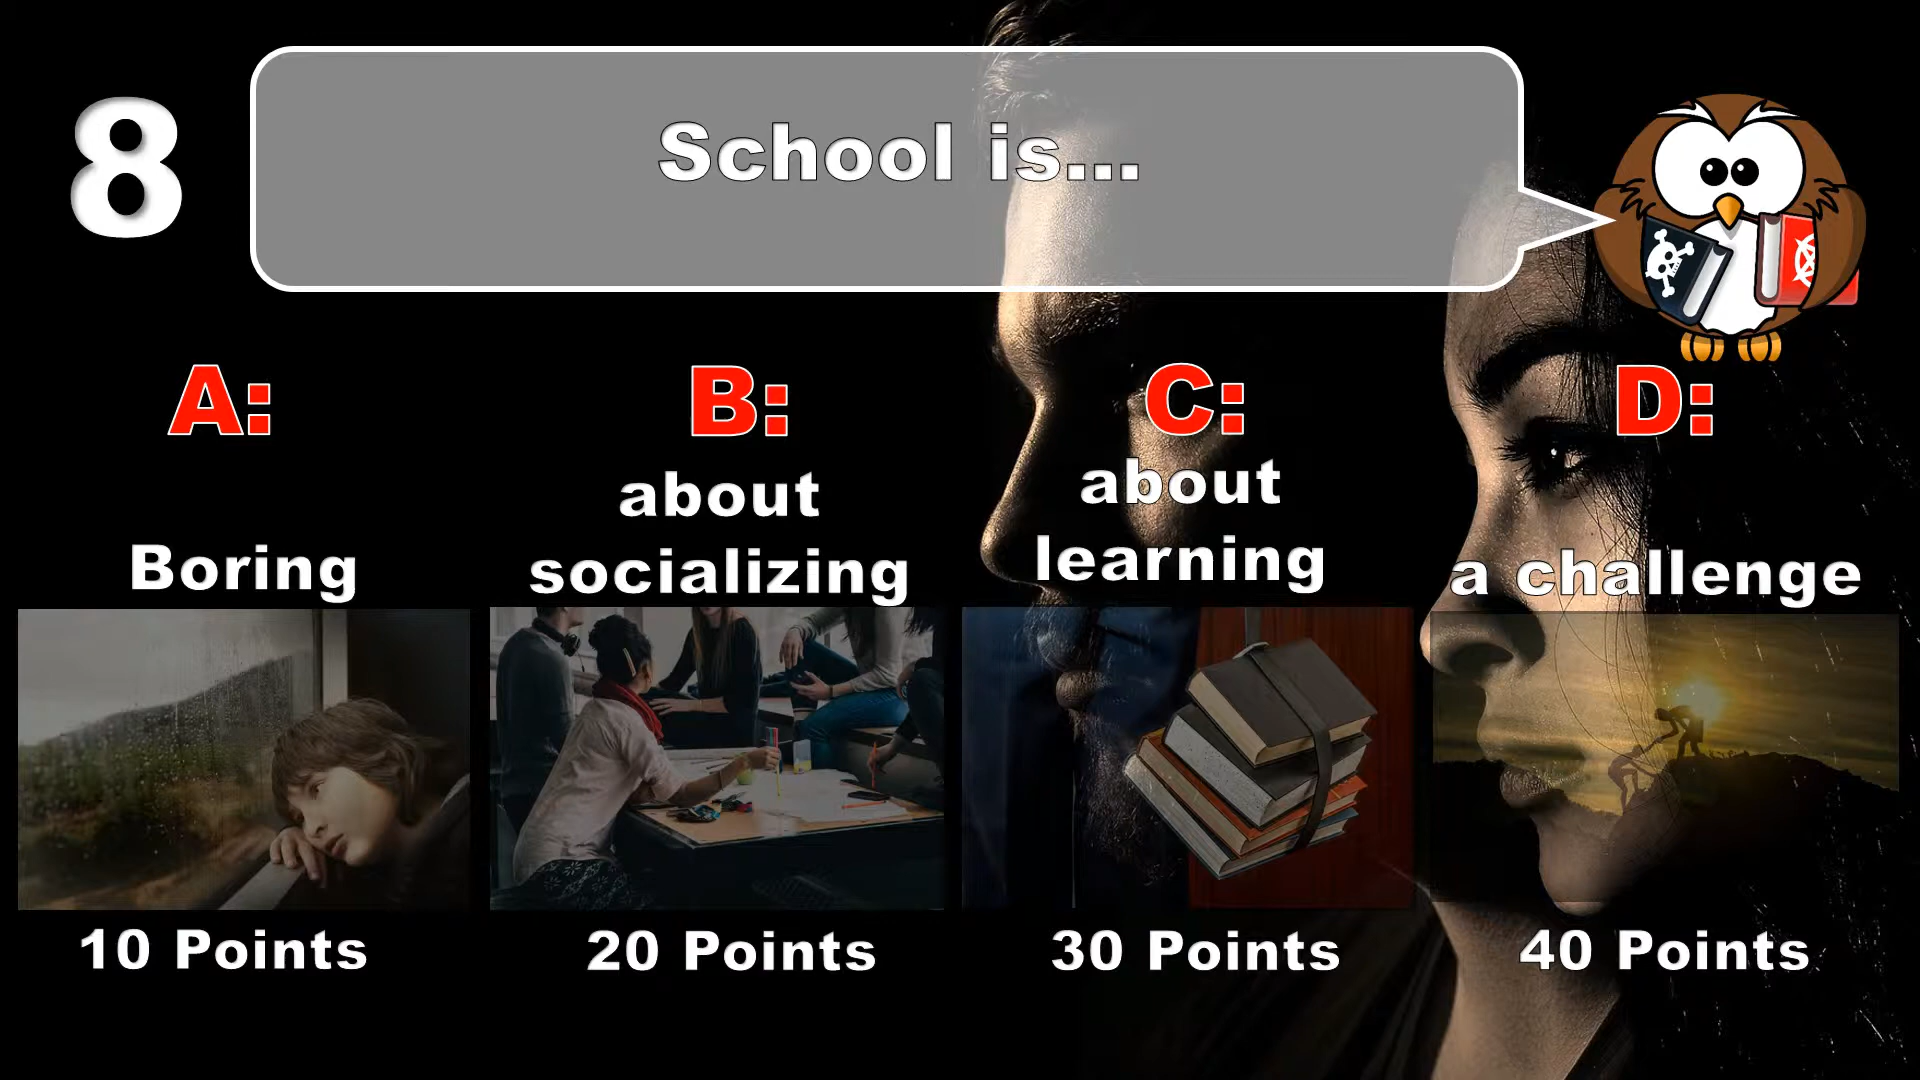 8
School is...
A:
B:
C:
D:
Boring
about
socializing
about
learning
a challenge
10 Points
20 Points
30 Points
40 Points